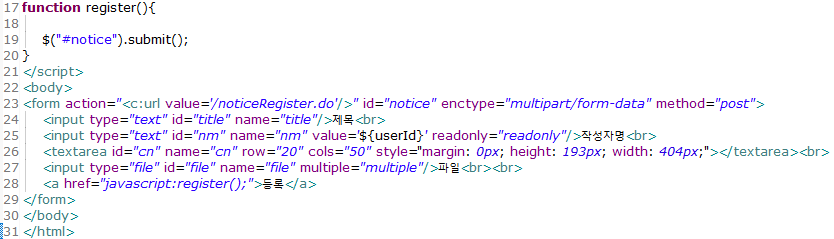 17 function register(){
18
19     $("#notice").submit();
20 }
21 </script>
22 <body>
23 <form action="<c:url value='/noticeRegister.do'/>" id="notice" enctype="multipart/form-data" method="post">
24     <input type="text" id="title" name="title"/>제목<br>
25     <input type="text" id="nm" name="nm" value='${userId}' readonly="readonly"/>작성자명<br>
26     <textarea id="cn" name="cn" row="20" cols="50" style="margin: 0px; height: 193px; width: 404px;"></textarea><br>
27     <input type="file" id="file" name="file" multiple="multiple"/>파일<br><br>
28     <a href="javascript:register();">등록</a>
29 </form>
30 </body>
31 </html>